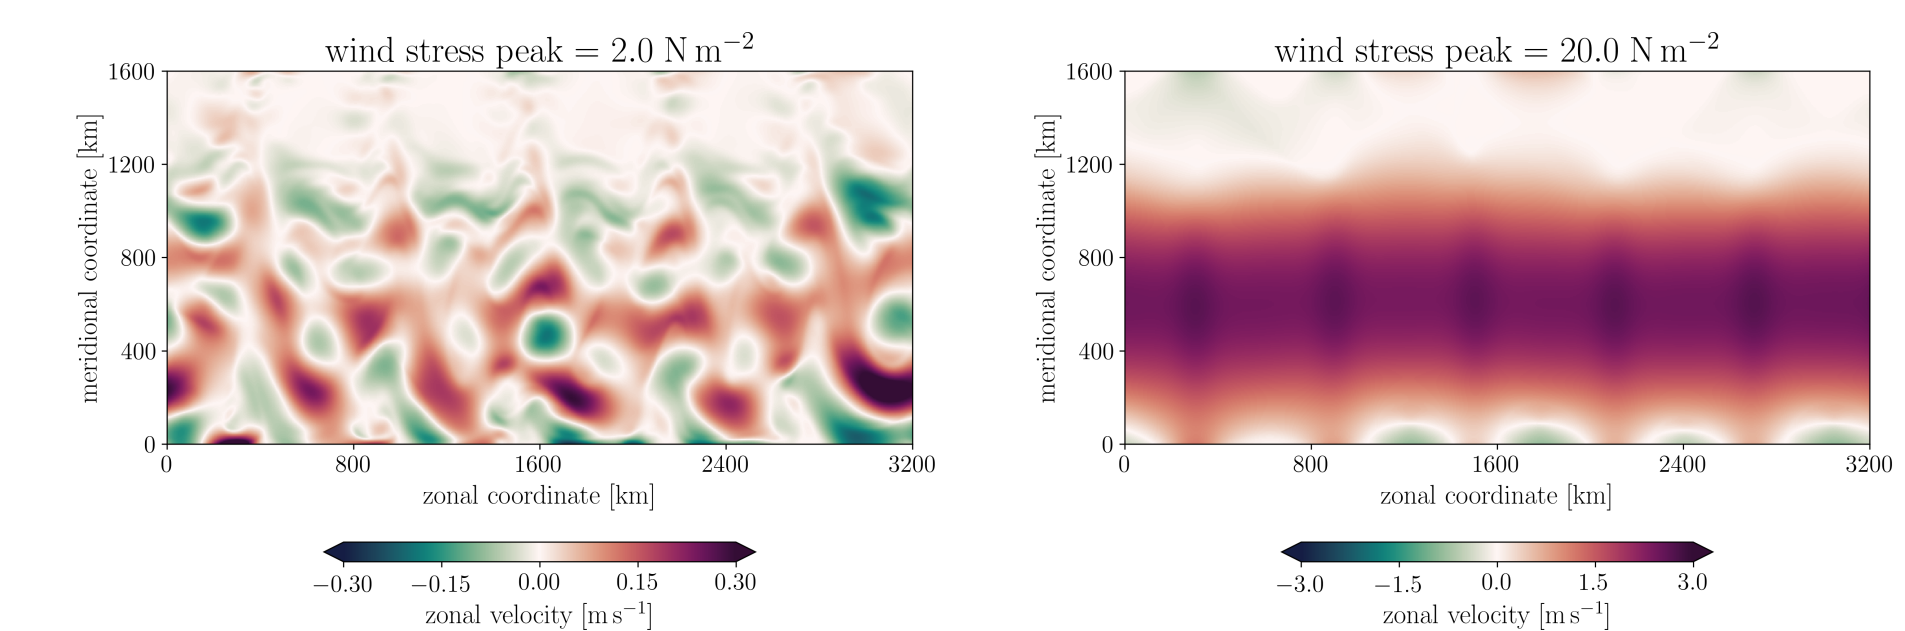 wind stress peak = 2.0 N m−2
1600
1200
800
400
0
meridional coordinate [km]
0 800 1600 2400 3200
zonal coordinate [km]
−0.30 −0.15 0.00 0.15 0.30
zonal velocity [m s−1]
wind stress peak = 20.0 N m−2
1600
1200
800
400
0
meridional coordinate [km]
0 800 1600 2400 3200
zonal coordinate [km]
−3.0 −1.5 0.0 1.5 3.0
zonal velocity [m s−1]